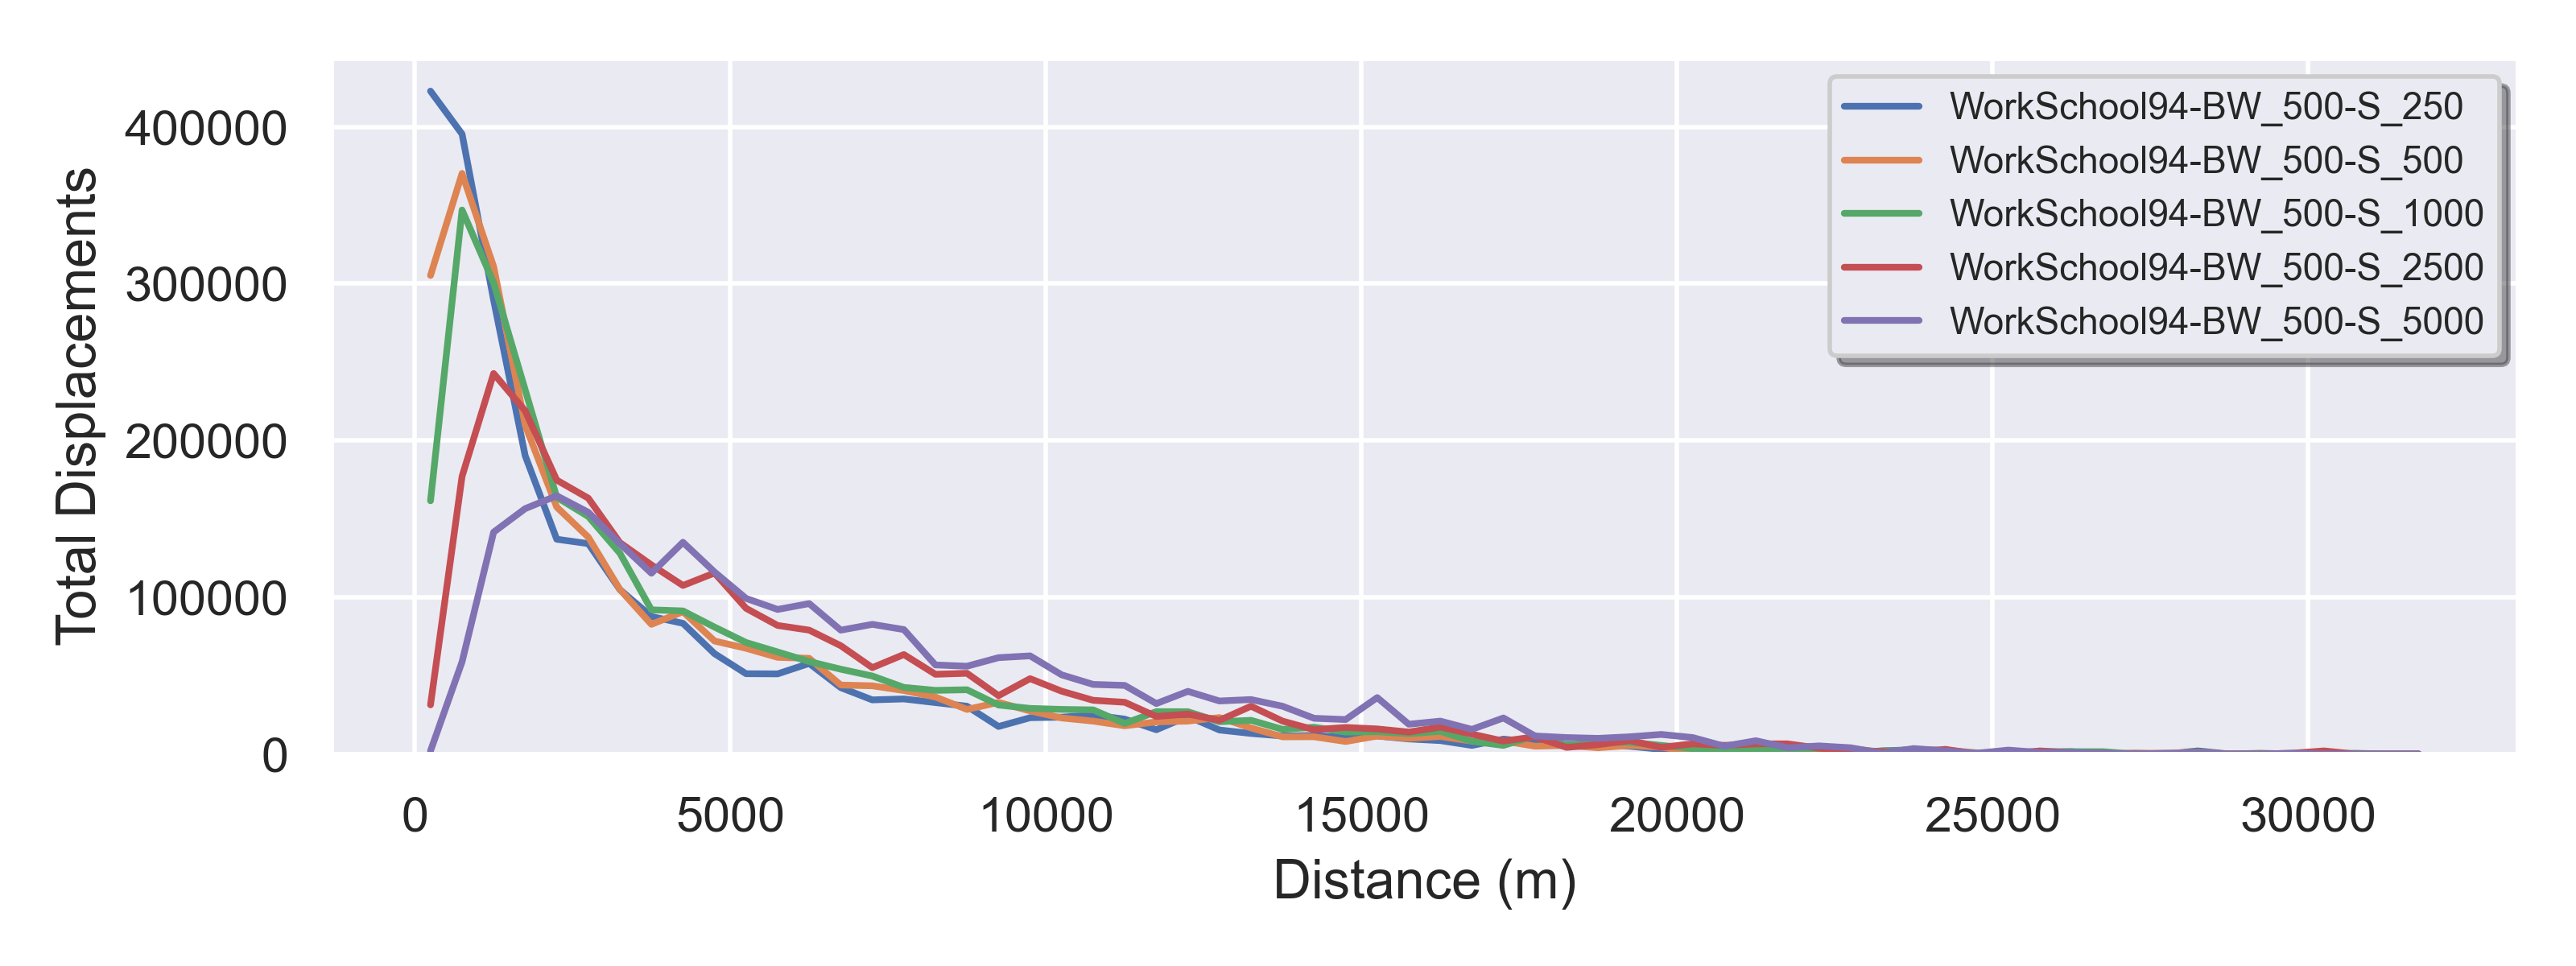 Total Displacements
400000
300000
200000
100000
0
0 5000 10000 15000 20000 25000 30000
Distance (m)
WorkSchool94-BW_500-S_250
WorkSchool94-BW_500-S_500
WorkSchool94-BW_500-S_1000
WorkSchool94-BW_500-S_2500
WorkSchool94-BW_500-S_5000